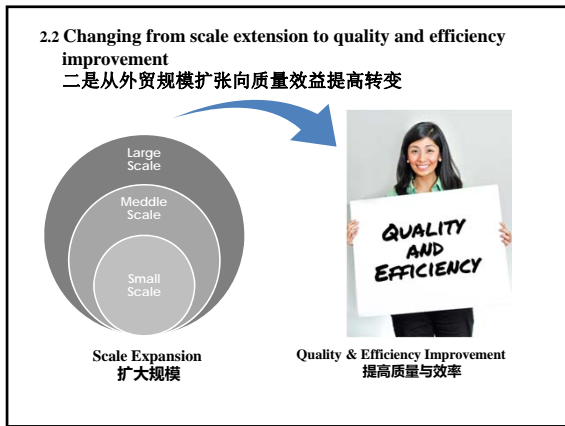 2.2 Changing from scale extension to quality and efficiency
improvement
二是从外贸规模扩张向质量效益提高转变
Large
Scale
Meddle
Scale
Small
Scale
QUALITY
AND
EFFICIENCY
Scale Expansion
扩大规模
Quality & Efficiency Improvement
提高质量与效率